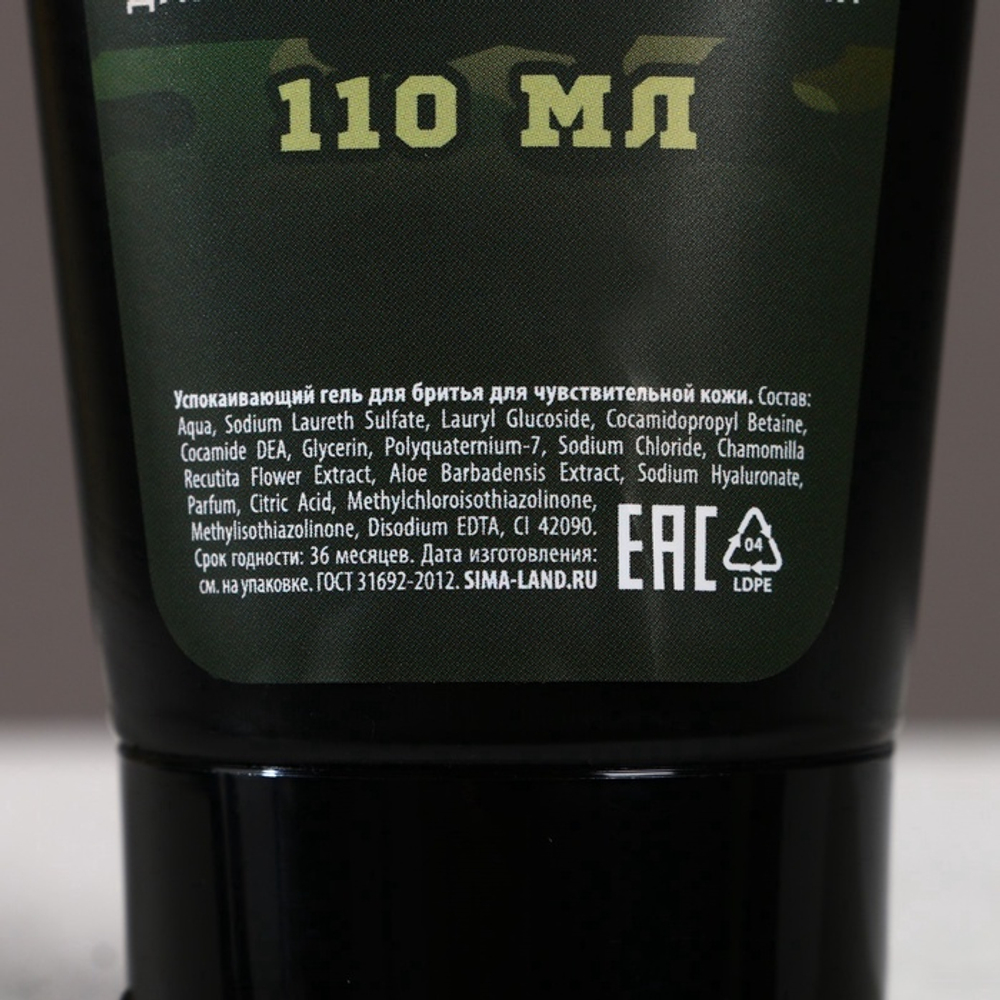 110 МЛ
Успокаивающий гель для бритья для чувствительной кожи. Состав:
Aqua, Sodium Laureth Sulfate, Lauryl Glucoside, Cocamidopropyl Betaine,
Cocamide DEA, Glycerin, Polyquaternium-7, Sodium Chloride, Chamomilla
Recutita Flower Extract, Aloe Barbadensis Extract, Sodium Hyaluronate,
Parfum, Citric Acid, Methylchloroisothiazolinone,
Methylisothiazolinone, Disodium EDTA, CI 42090.
Срок годности: 36 месяцев. Дата изготовления:
см. на упаковке. ГОСТ 31692-2012. SIMA-LAND.RU
EAC
04
LDPE